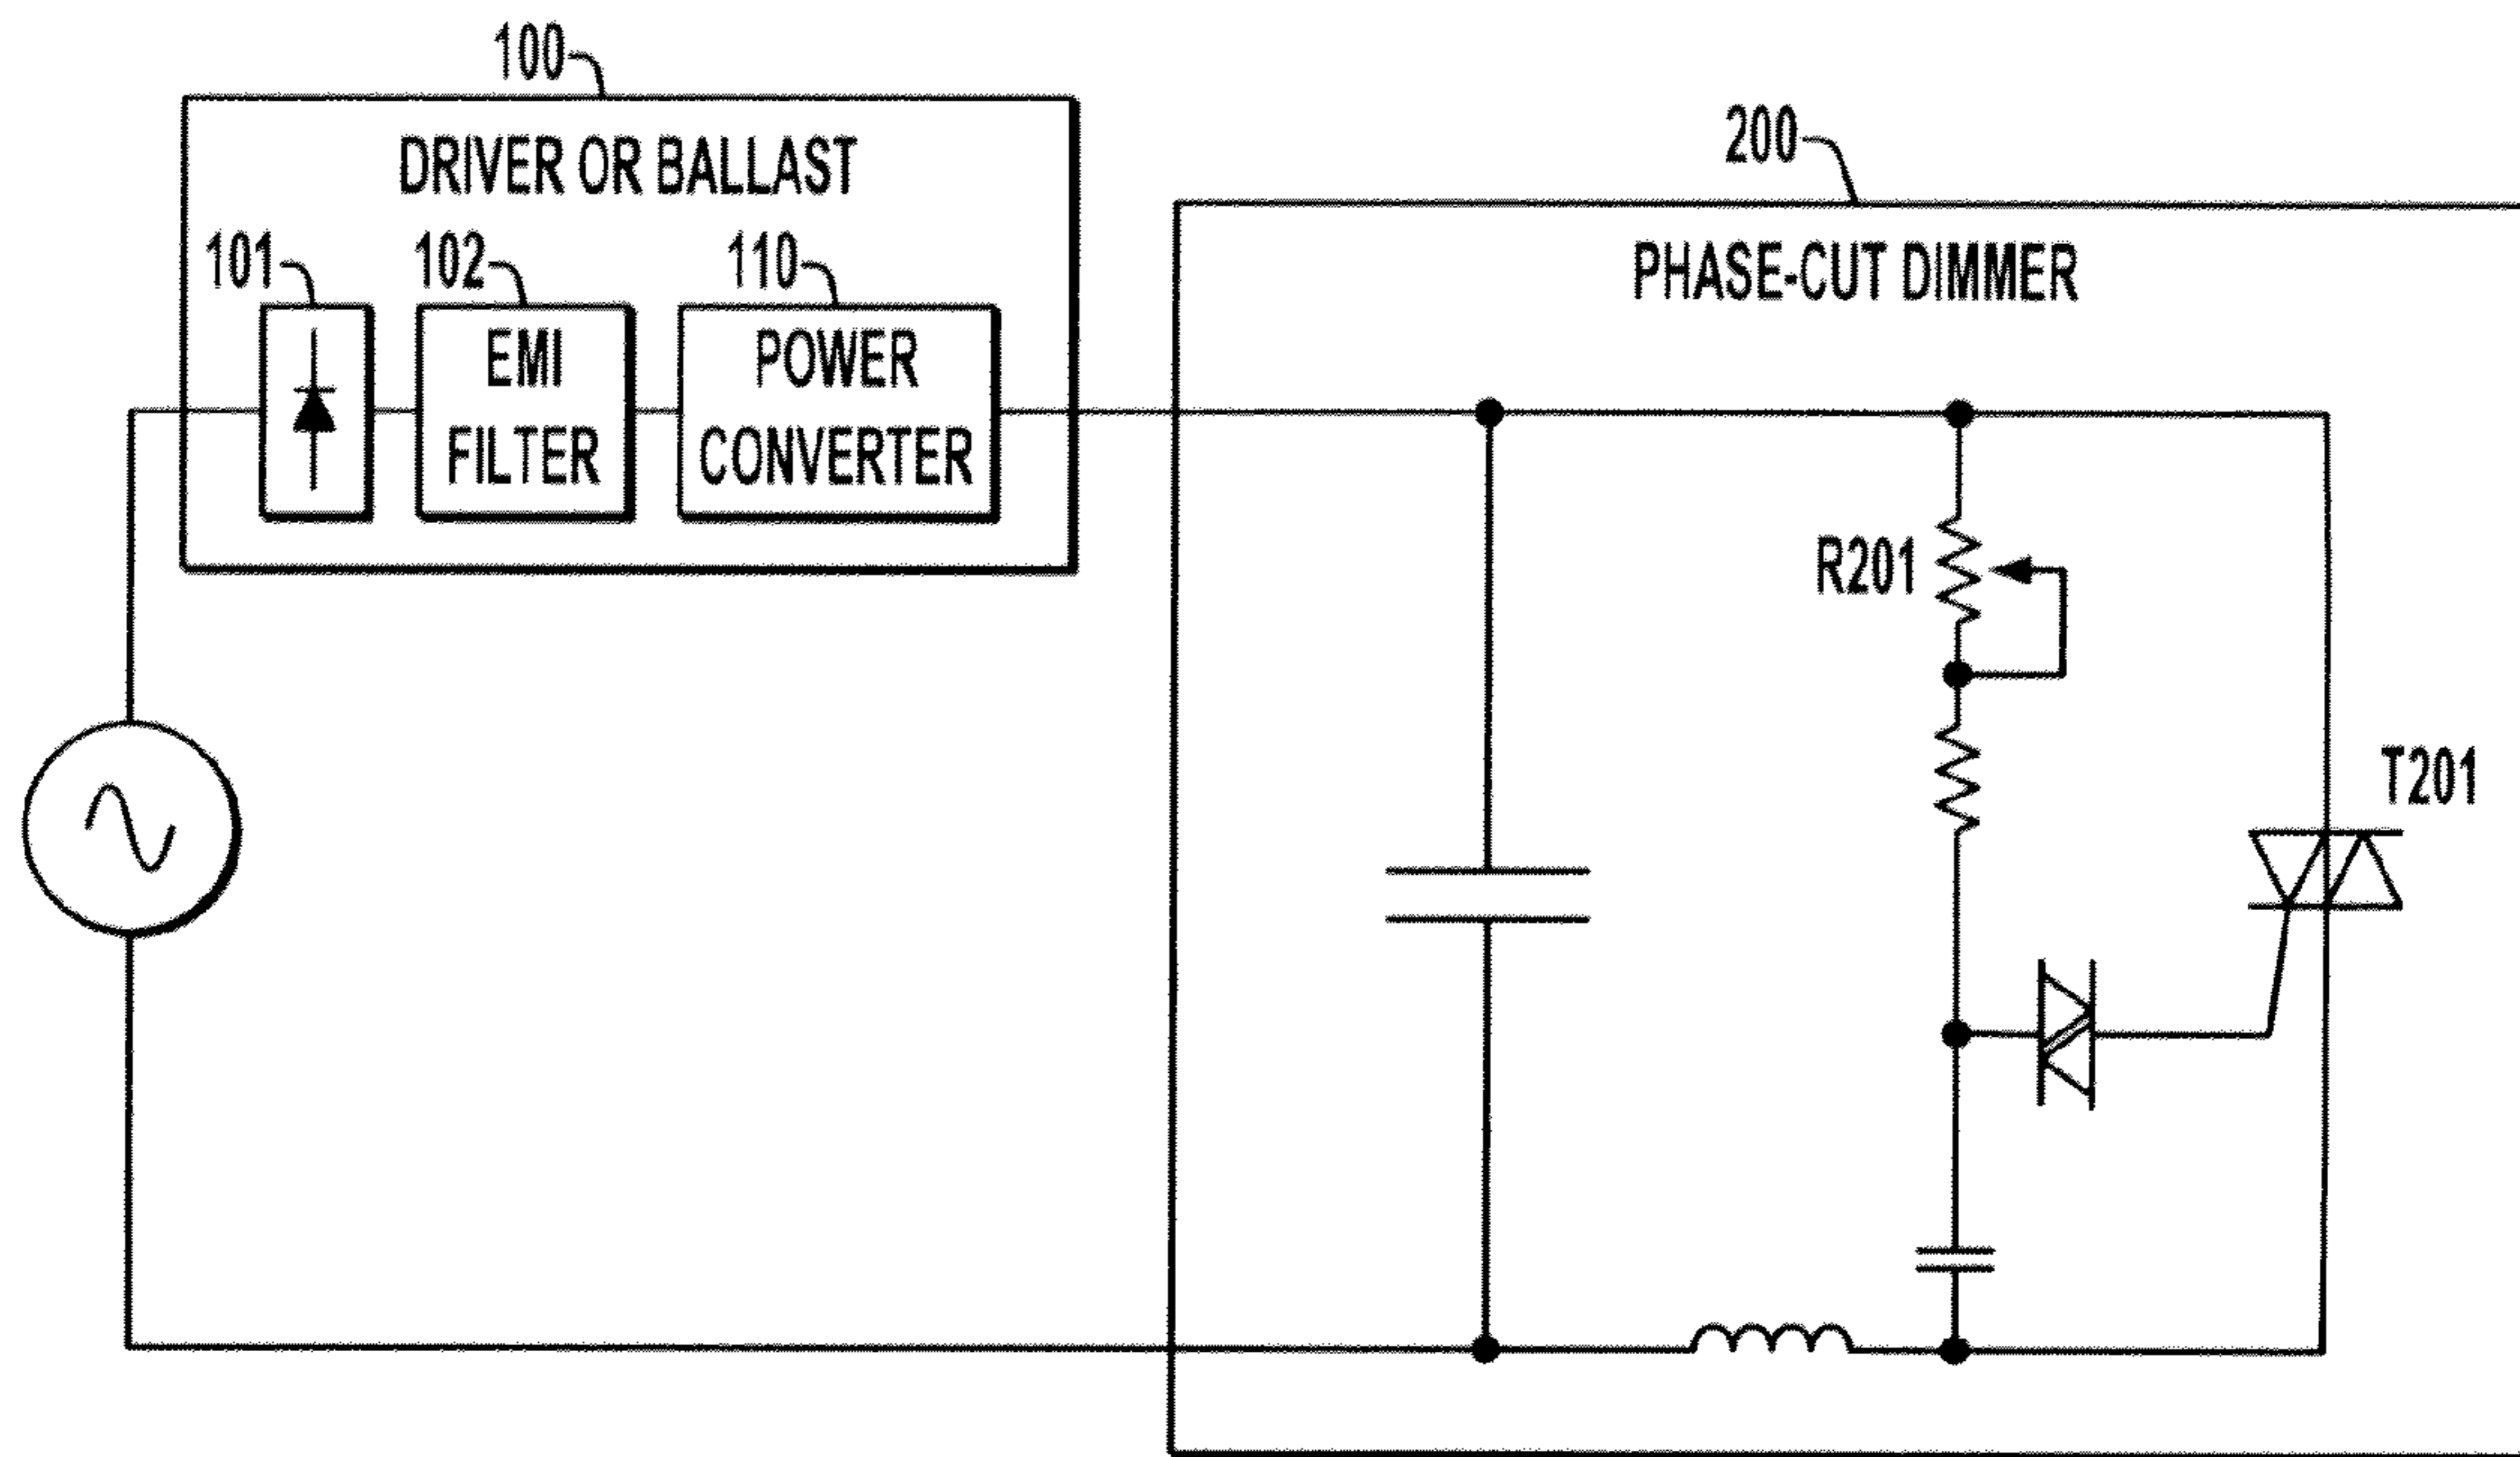 100
DRIVER OR BALLAST
101
102
110
EMI
FILTER
POWER
CONVERTER
200
PHASE-CUT DIMMER
R201
T201